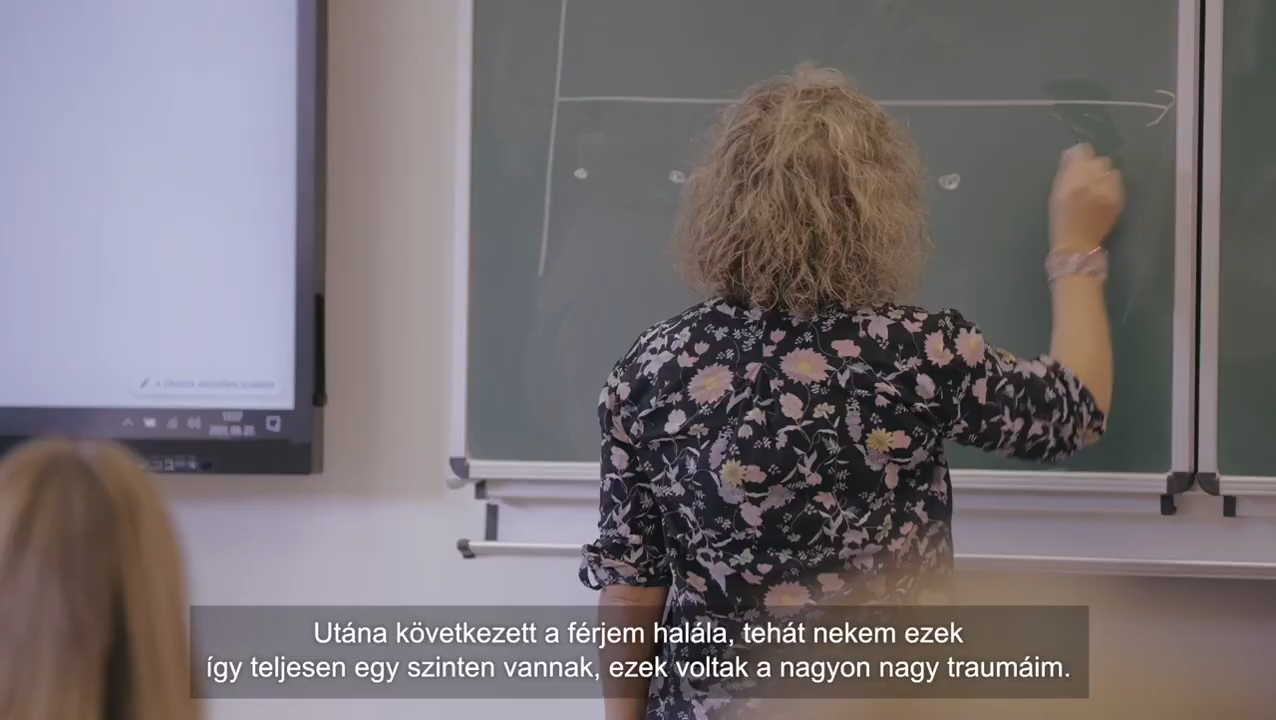 Utána következett a férjem halála, tehát nekem ezek
így teljesen egy szinten vannak, ezek voltak a nagyon nagy traumáim.